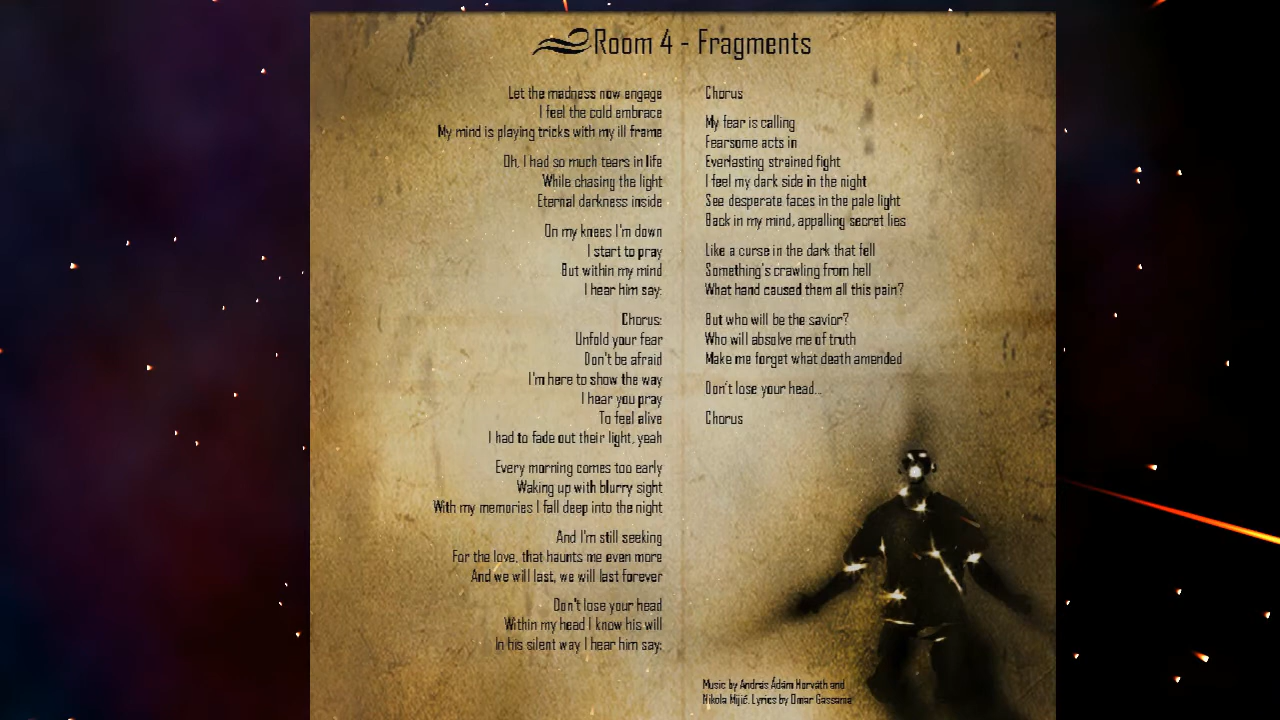 Room 4 - Fragments
Let the madness now engage
I feel the cold embrace
My mind is playing tricks with my ill frame
Oh, I had so much tears in life
While chasing the light
Eternal darkness inside
On my knees I'm down
I start to pray
But within my mind
I hear him say:
Chorus:
Unfold your fear
Don't be afraid
I'm here to show the way
I hear you pray
To feel alive
I had to fade out their light, yeah
Every morning comes too early
Waking up with blurry sight
With my memories I fall deep into the night
And I'm still seeking
For the love, that haunts me even more
And we will last, we will last forever
Don't lose your head
Within my head I know his will
In his silent way I hear him say:
Chorus
My fear is calling
Fearsome acts in
Everlasting strained fight
I feel my dark side in the night
See desperate faces in the pale light
Back in my mind, appalling secret lies
Like a curse in the dark that fell
Something's crawling from hell
What hand caused them all this pain?
But who will be the savior?
Who will absolve me of truth
Make me forget what death amended
Don't lose your head...
Chorus
Music by András Ádám Horváth and
Nikola Mijić. Lyrics by Omar Gassama